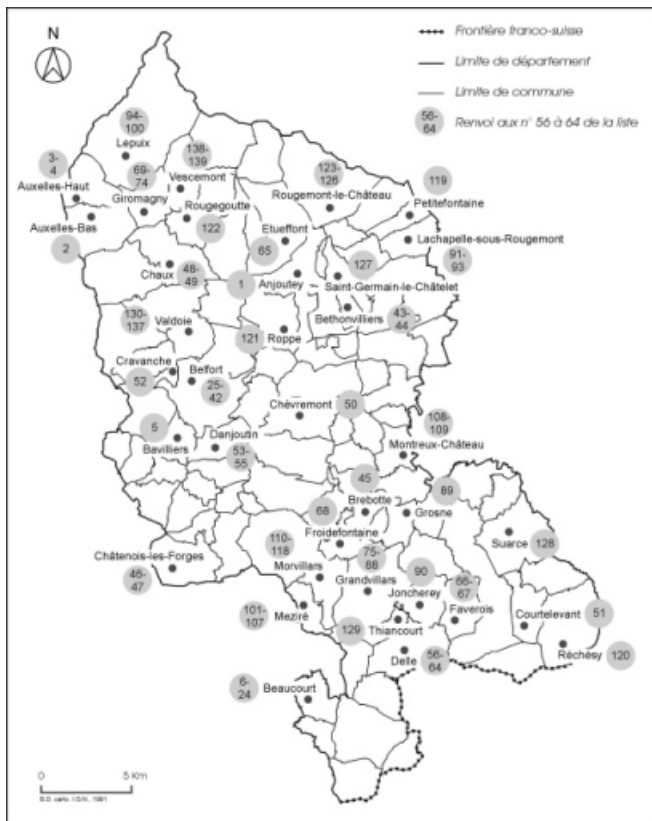 N
Frontière franco-suisse
Limite de département
Limite de commune
56-
64
Renvoi aux n° 56 à 64 de la liste
94-
100
Lepuix
138-
139
3-
4
69-
74
Vescemont
123-
126
119
Auxelles-Haut
Giromagny
Rougemont-le-Château
Petitefontaine
Auxelles-Bas
Rougegoutte
122
Etueffont
65
Lachapelle-sous-Rougemont
2
Chaux
48-
49
1
Anjoutey
127
Saint-Germain-le-Châtelet
91-
93
130-
137
Valdoie
Bethonvilliers
43-
44
121
Roppe
Cravanche
52
Belfort
25-
42
Chèvremont
50
5
Bavilliers
Danjoutin
53-
55
108-
109
Montreux-Château
45
89
Brebotte
68
Grosne
Froidefontaine
Suarce
128
110-
118
75-
88
Châtenois-les-Forges
46-
47
Morvillars
Grandvillars
90
66-
67
Joncherey
101-
107
Meziré
Faverois
Courtelevant
51
129
Thiancourt
Delle
56-
64
Réchésy
120
6-
24
Beaucourt
0
5 Km
B.D. carto. I.G.N., 1991